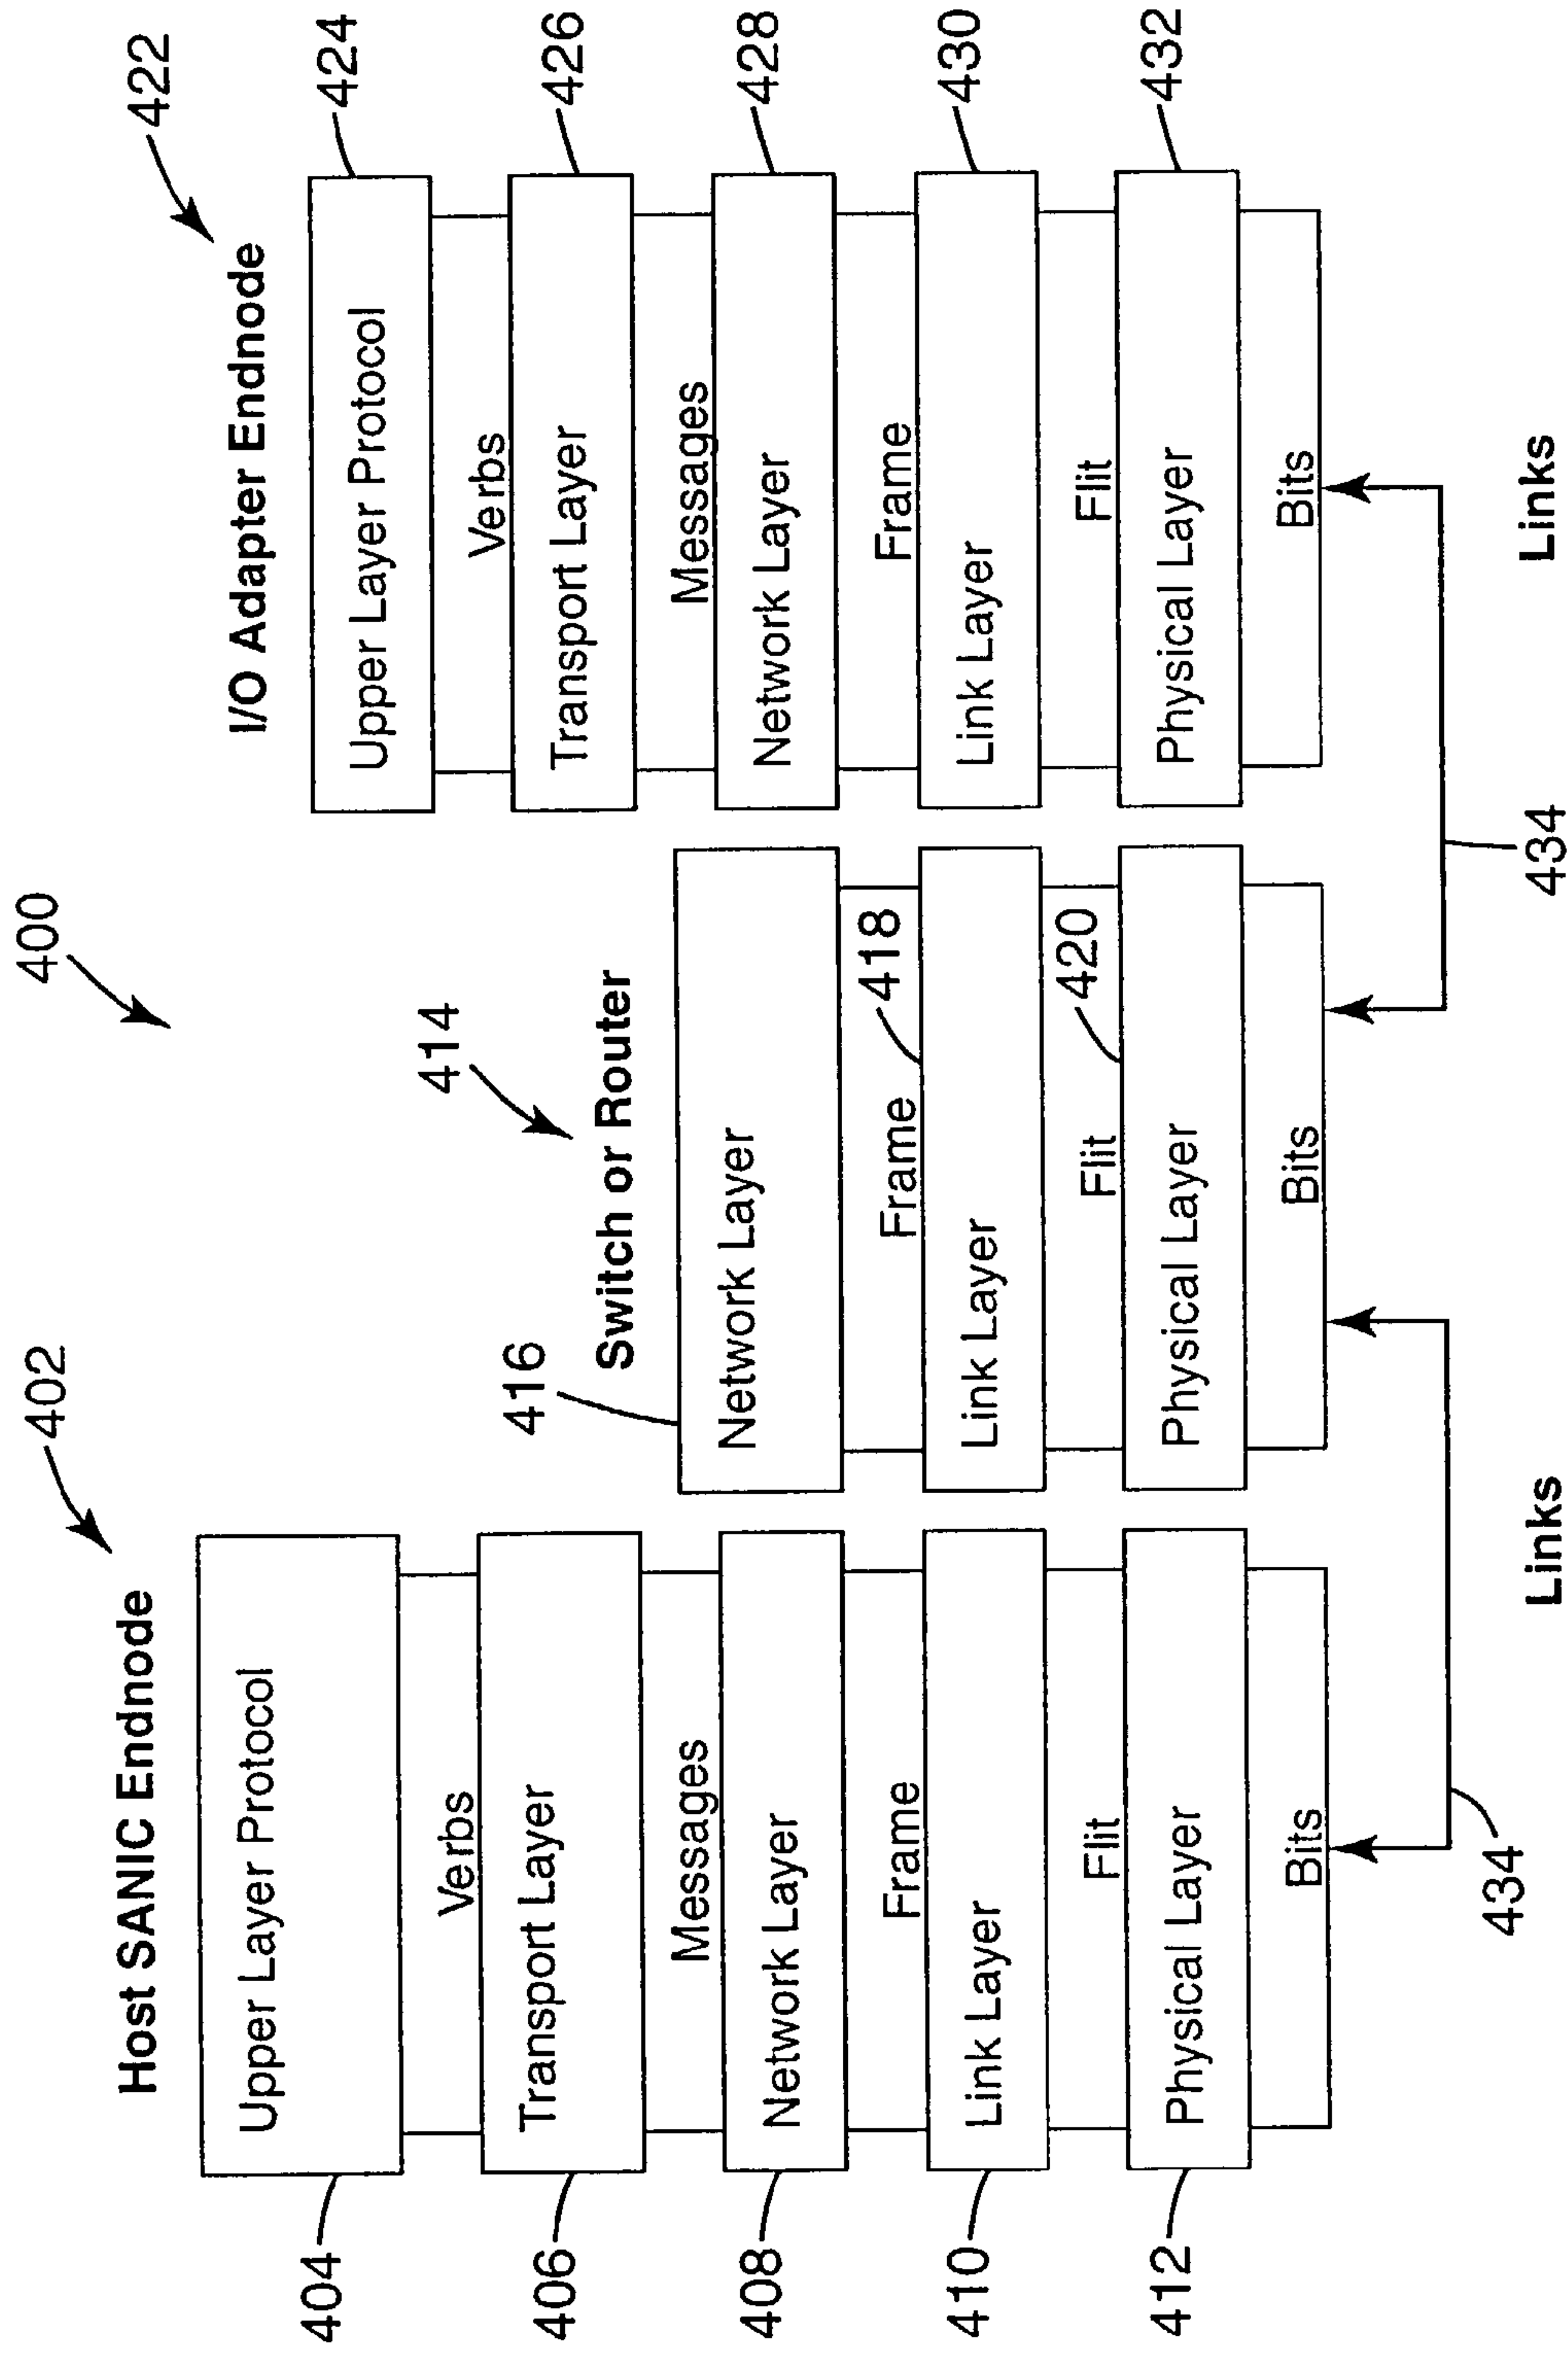 400
402
Host SANIC Endnode
404
Upper Layer Protocol
Verbs
406
Transport Layer
Messages
408
Network Layer
Frame
410
Link Layer
Flit
412
Physical Layer
Bits
414
Switch or Router
416
Network Layer
Frame
418
Link Layer
Flit
420
Physical Layer
Bits
422
I/O Adapter Endnode
Upper Layer Protocol
424
Verbs
Transport Layer
426
Messages
Network Layer
428
Frame
Link Layer
430
Flit
Physical Layer
432
Bits
434
Links
434
Links